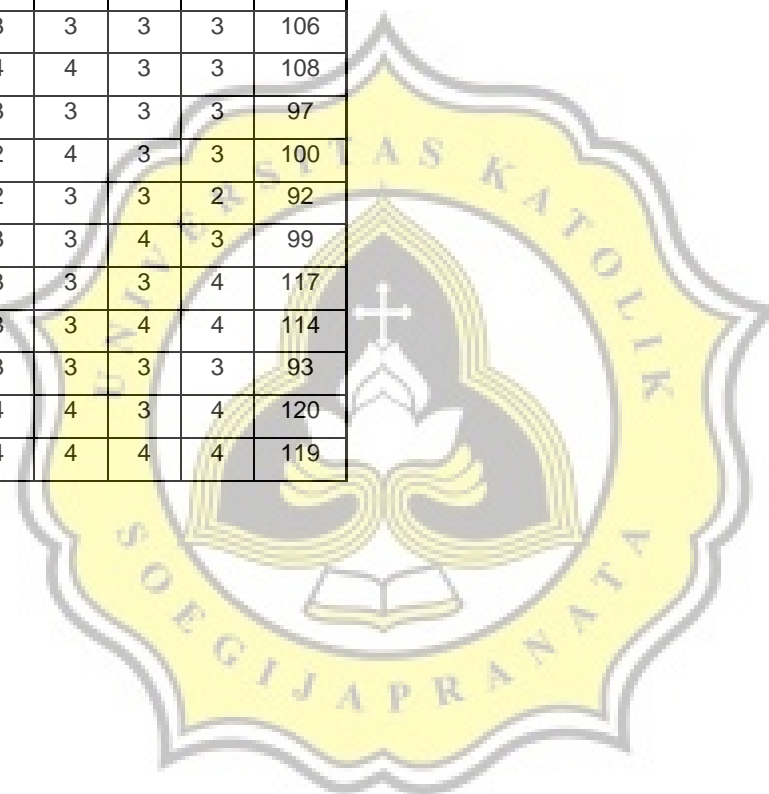 3 3 3 3 106
4 4 3 3 108
3 3 3 3 97
2 4 3 3 100
2 3 3 2 92
3 3 4 3 99
3 3 3 4 117
3 3 4 4 114
3 3 3 3 93
4 4 3 4 120
4 4 4 4 119
UNIVERSITAS KATOLIK
SOEGIJAPRANATA